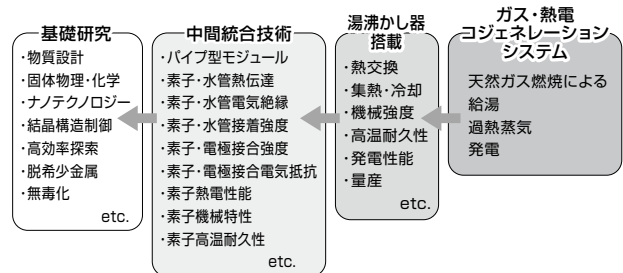 基礎研究
・物質設計
・固体物理・化学
・ナノテクノロジー
・結晶構造制御
・高効率探索
・脱希少金属
・無毒化
etc.
中間統合技術
・パイプ型モジュール
・素子・水管熱伝達
・素子・水管電気絶縁
・素子・水管接着強度
・素子・電極接合強度
・素子・電極接合電気抵抗
・素子熱電性能
・素子機械特性
・素子高温耐久性
etc.
湯沸かし器
搭載
・熱交換
・集熱・冷却
・機械強度
・高温耐久性
・発電性能
・量産
etc.
ガス・熱電
コジェネレーション
システム
天然ガス燃焼による
給湯
過熱蒸気
発電